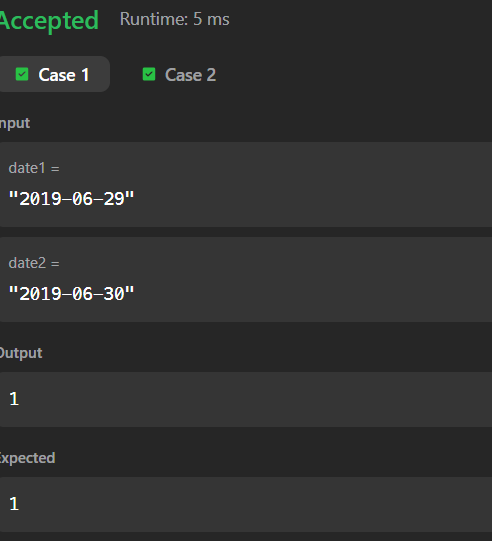 Accepted Runtime: 5 ms
Case 1 Case 2
Input
date1 =
"2019-06-29"
date2 =
"2019-06-30"
Output
1
Expected
1